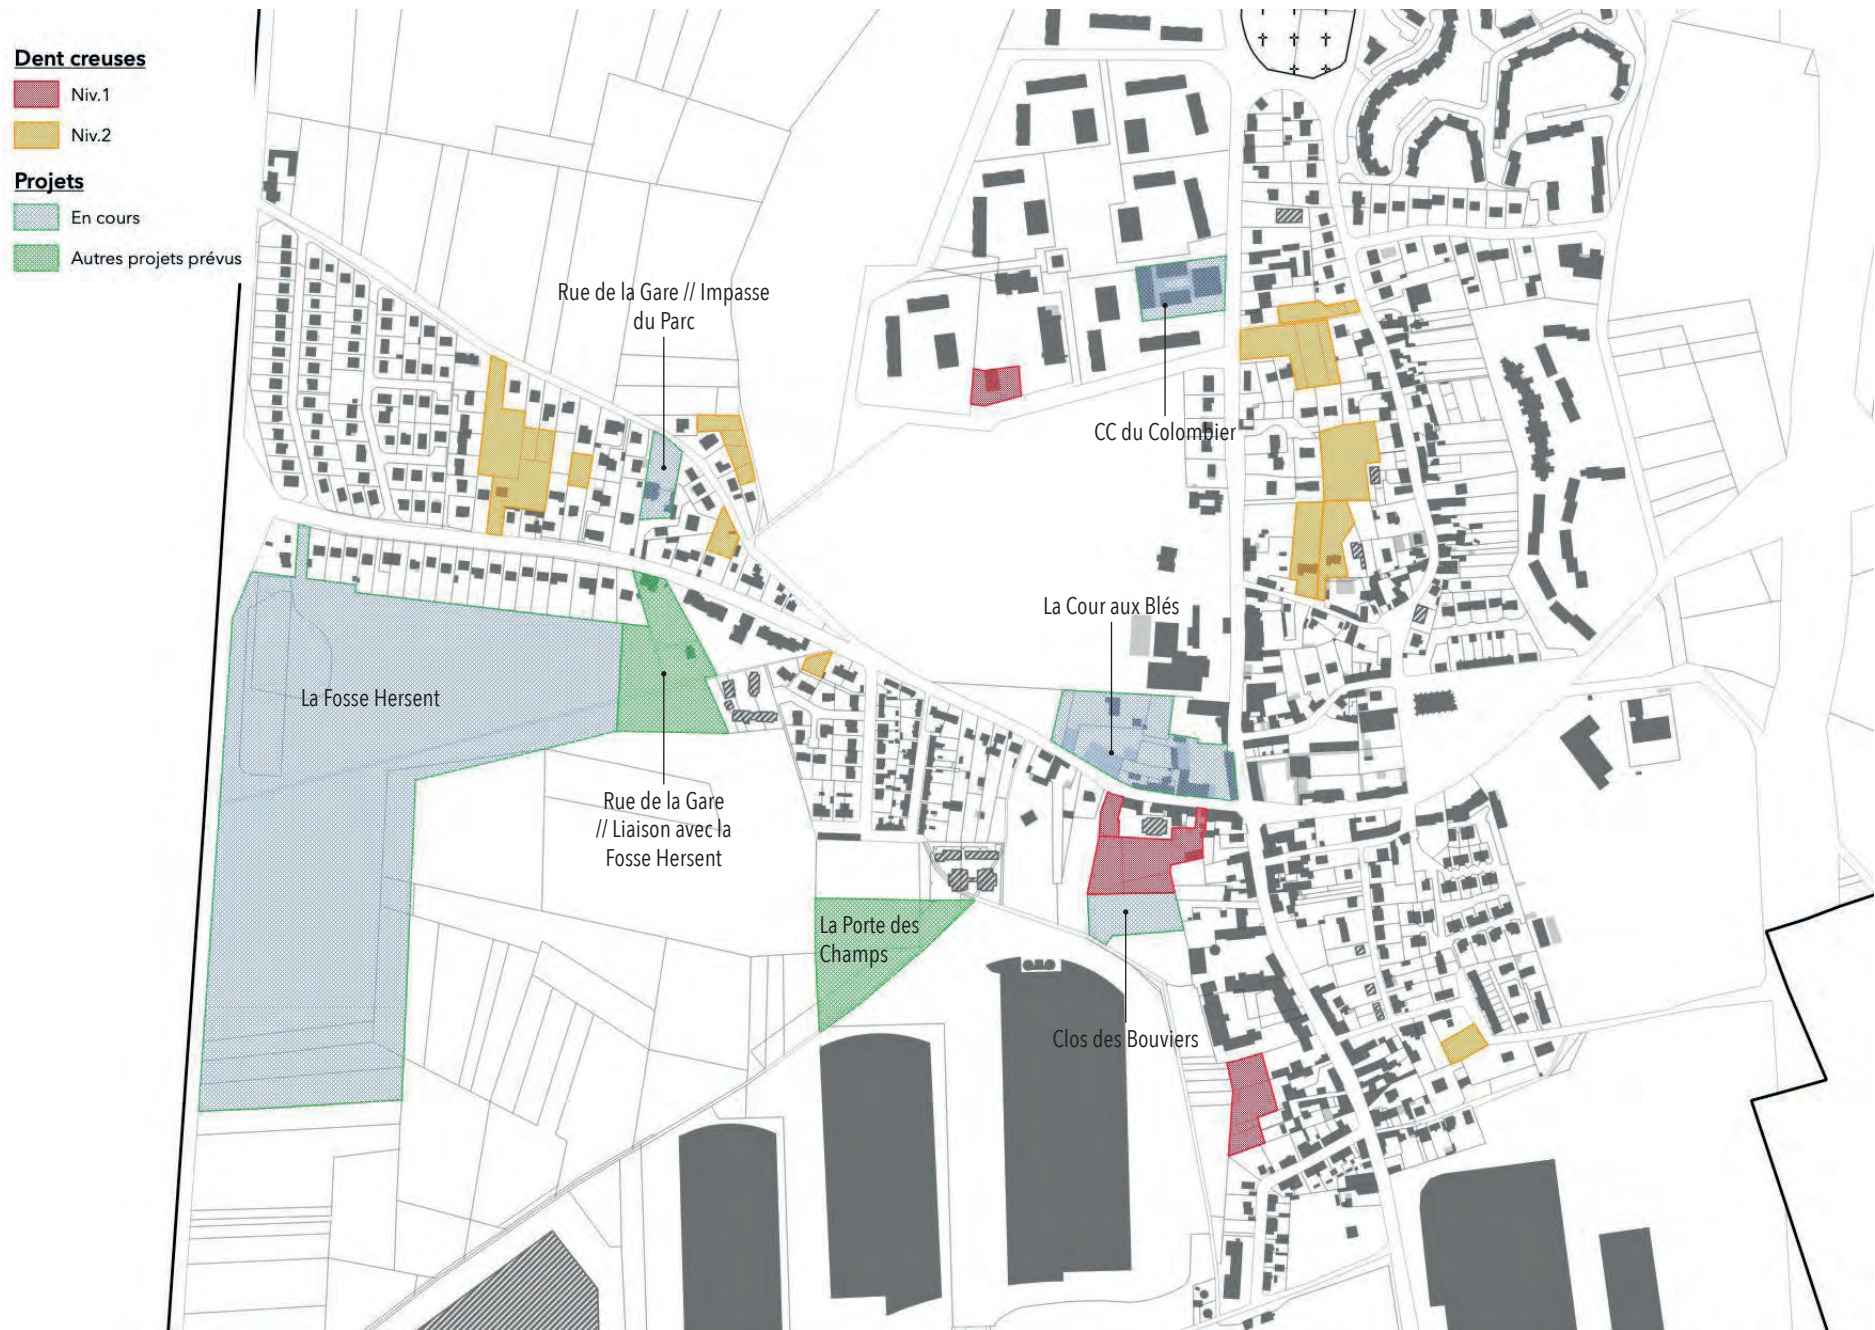 Dent creuses
Niv.1
Niv.2
Projets
En cours
Autres projets prévus
Rue de la Gare // Impasse
du Parc
CC du Colombier
La Cour aux Blés
La Fosse Hersent
Rue de la Gare
// Liaison avec la
Fosse Hersent
La Porte des
Champs
Clos des Bouviers